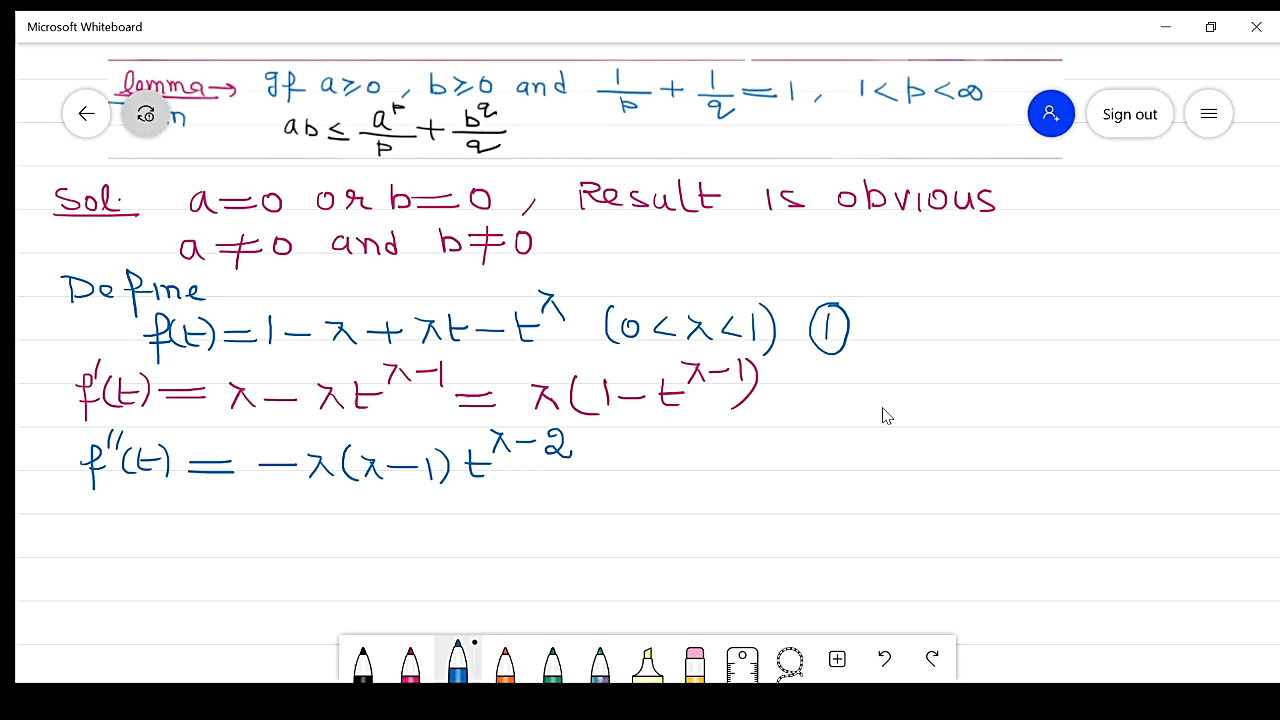 Microsoft Whiteboard
Lemma→ If a≥0, b≥0 and 1/p + 1/q = 1, 1<p<∞
n ab ≤ a^p/p + b^q/q
Sign out
Sol. a=0 or b=0, Result is obvious
a≠0 and b≠0
Define
f(t)=1-λ+λt-t^λ (0<λ<1) ①
f'(t)= λ-λt^(λ-1) = λ(1-t^(λ-1))
f''(t)= -λ(λ-1)t^(λ-2)